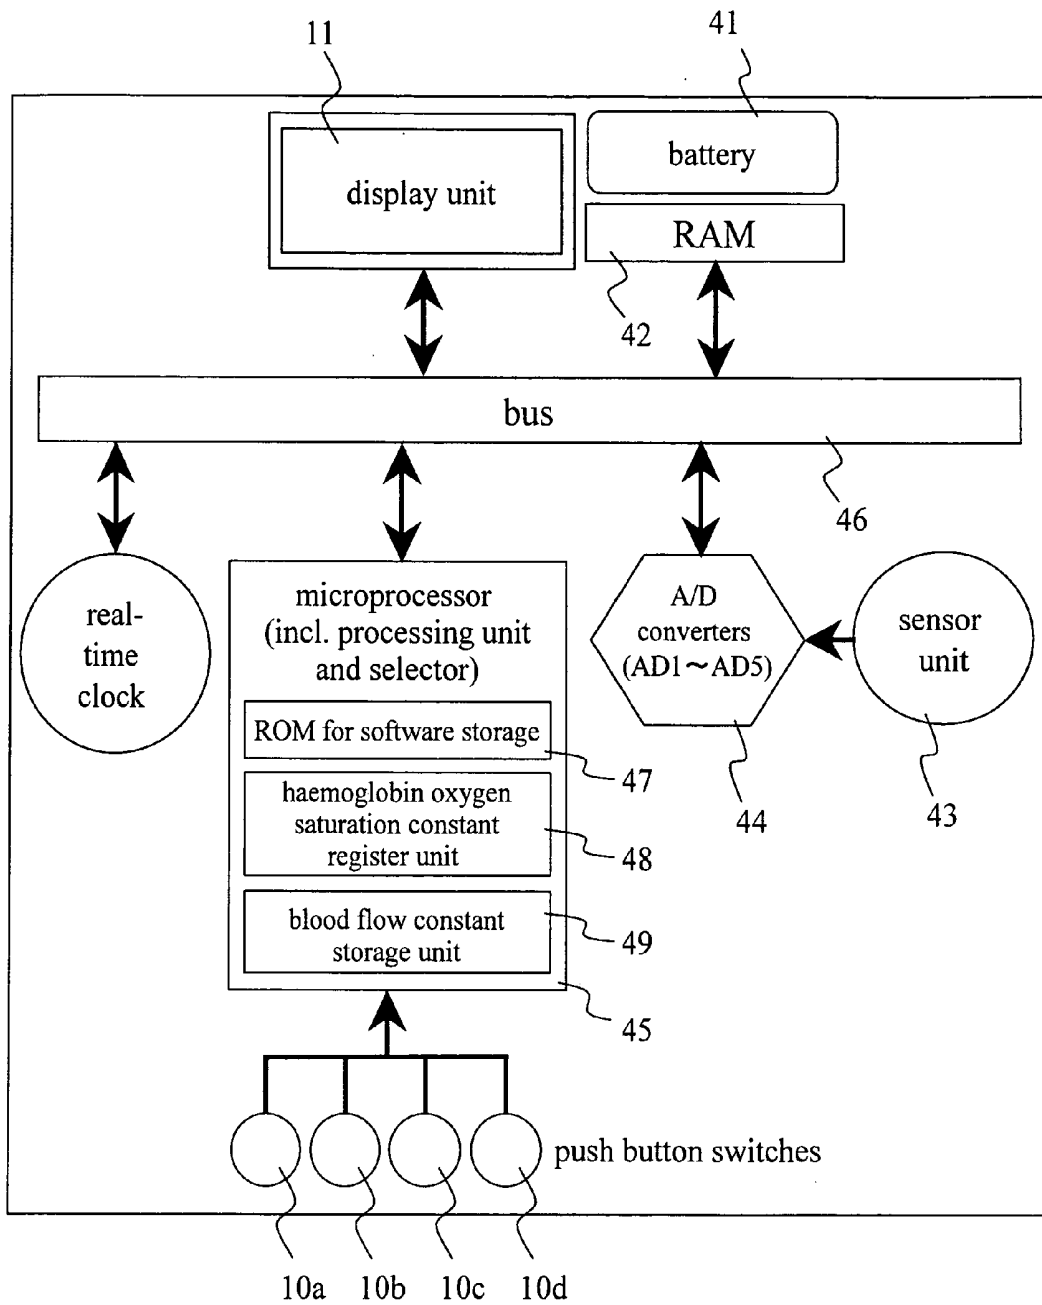 11
41
display unit
battery
RAM
42
bus
46
real-
time
clock
microprocessor
(incl. processing unit
and selector)
ROM for software storage
47
haemoglobin oxygen
saturation constant
register unit
48
blood flow constant
storage unit
49
45
A/D
converters
(AD1～AD5)
44
sensor
unit
43
push button switches
10a
10b
10c
10d